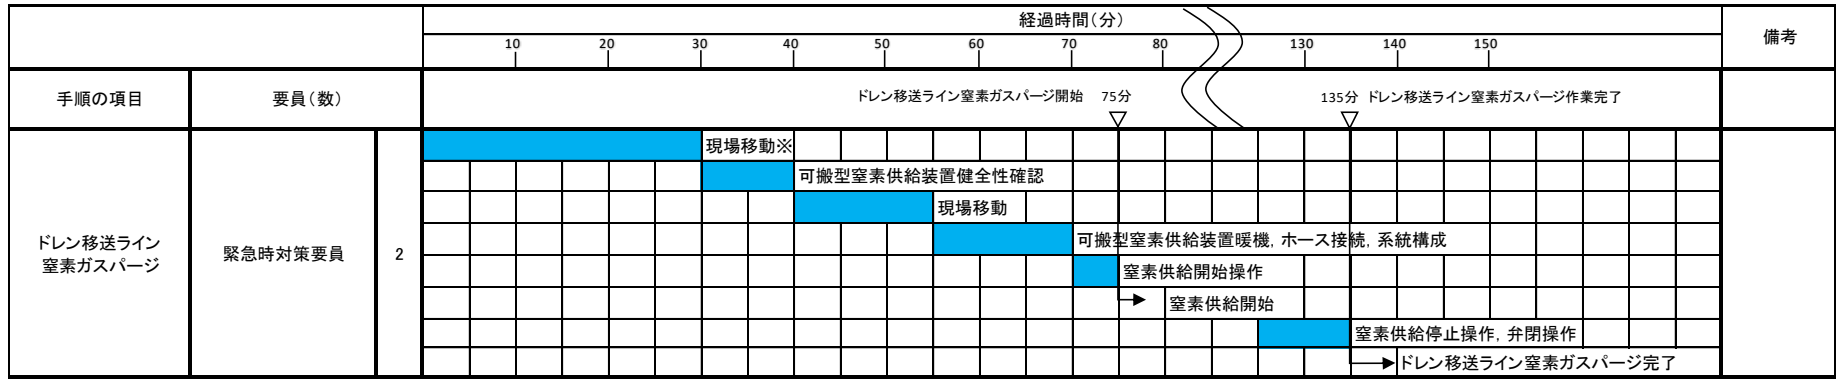 経過時間(分)
備考
10 20 30 40 50 60 70 80 130 140 150
手順の項目
要員(数)
ドレン移送ライン窒素ガスパージ開始 75分
135分 ドレン移送ライン窒素ガスパージ作業完了
ドレン移送ライン
窒素ガスパージ
緊急時対策要員
2
現場移動※
可搬型窒素供給装置健全性確認
現場移動
可搬型窒素供給装置暖機, ホース接続, 系統構成
窒素供給開始操作
窒素供給開始
窒素供給停止操作, 弁閉操作
ドレン移送ライン窒素ガスパージ完了